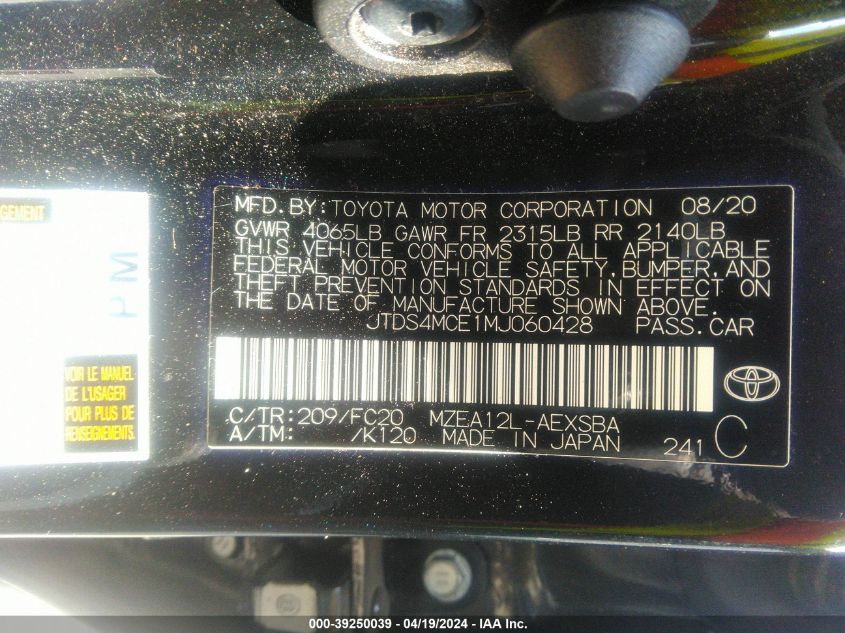 MFD.BY:TOYOTA MOTOR CORPORATION 08/20
GVWR 4065LB GAWR FR 2315LB RR 2140LB
THIS VEHICLE CONFORMS TO ALL APPLICABLE
FEDERAL MOTOR VEHICLE SAFETY,BUMPER,AND
THEFT PREVENTION STANDARDS IN EFFECT ON
THE DATE OF MANUFACTURE SHOWN ABOVE.
JTDS4MCE1MJ060428 PASS.CAR
C/TR:209/FC20 MZEA12L-AEXSBA
A/TM: /K120 MADE IN JAPAN 241 C
GEMENT
PM
VOIR LE MANUEL
DE L'USAGER
POUR PLUS DE
RENSEIGNEMENTS.
000-39250039 - 04/19/2024 - IAA Inc.